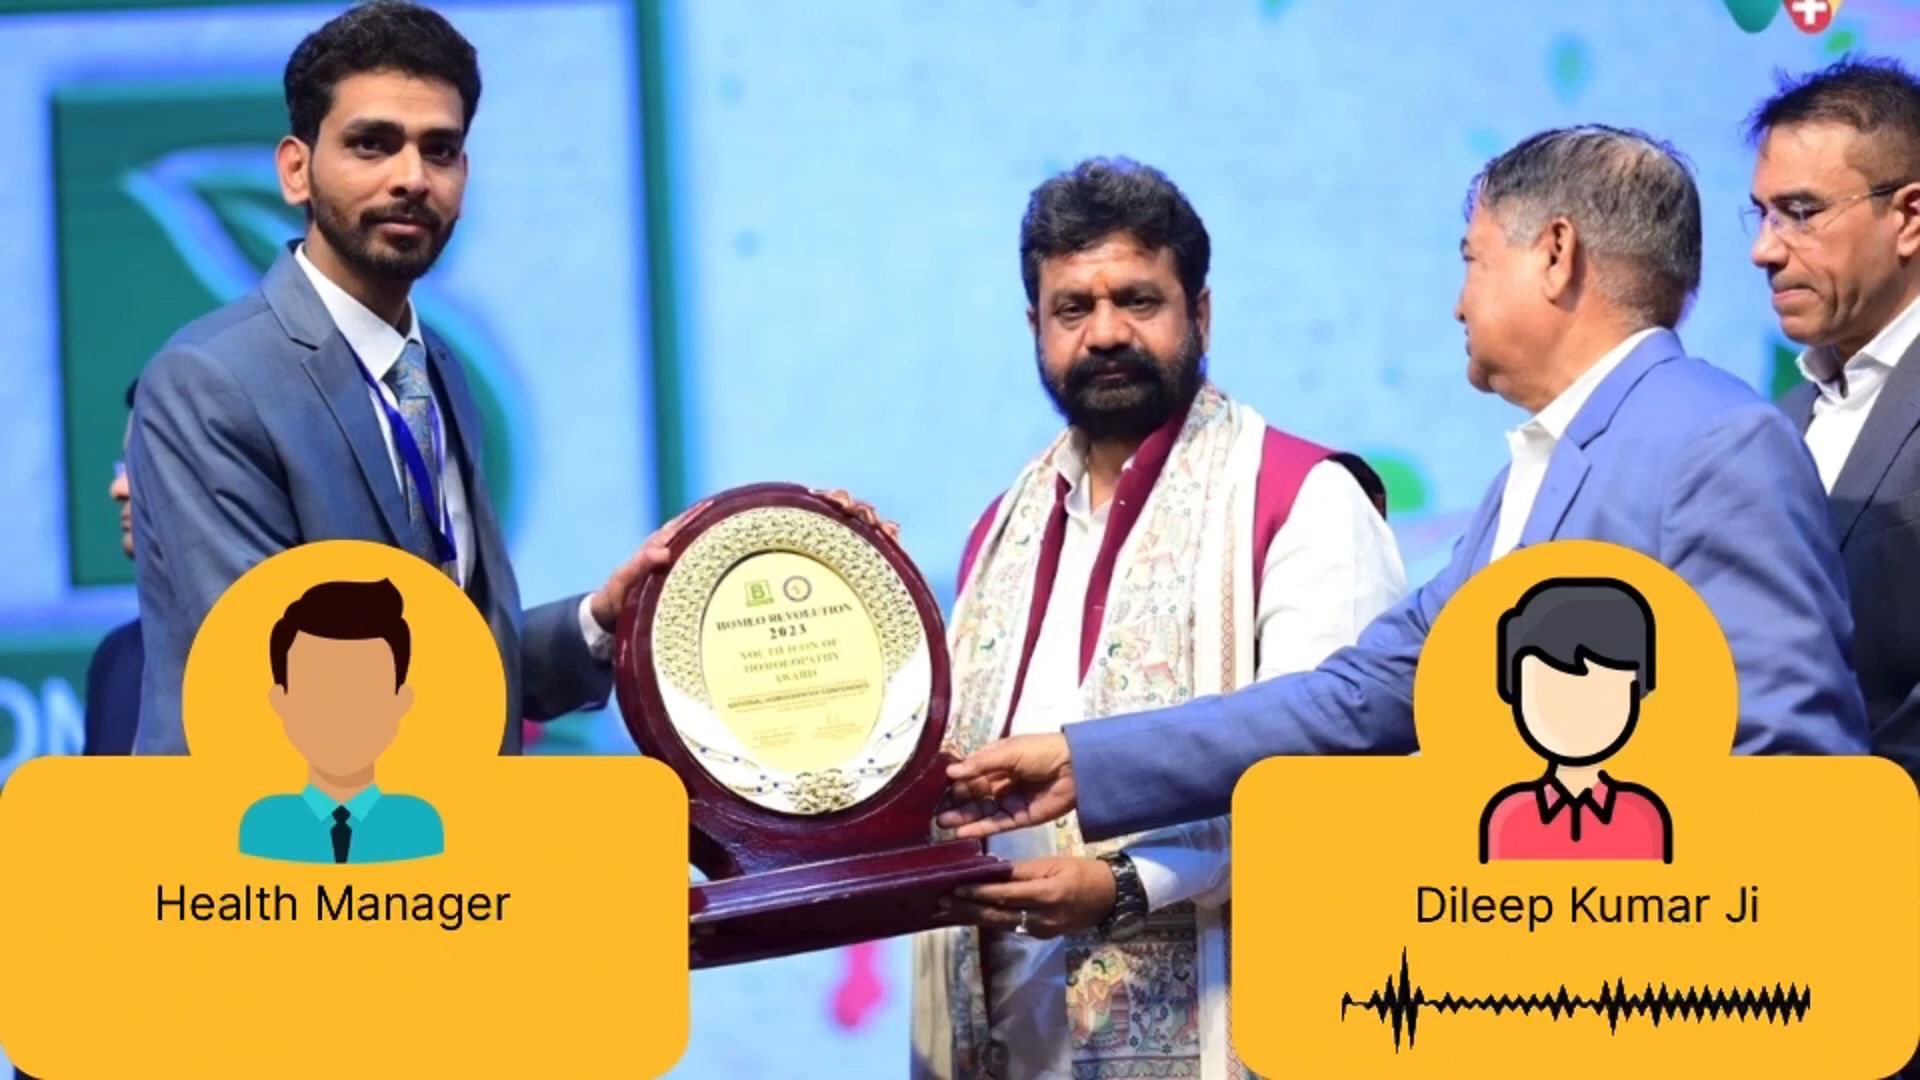 B
HOMEO REVOLUTION
2023
YOUTH ICON OF
HOMOEOPATHY
AWARD
NATIONAL HOMOEOPATHY CONFERENCE
Health Manager
Dileep Kumar Ji